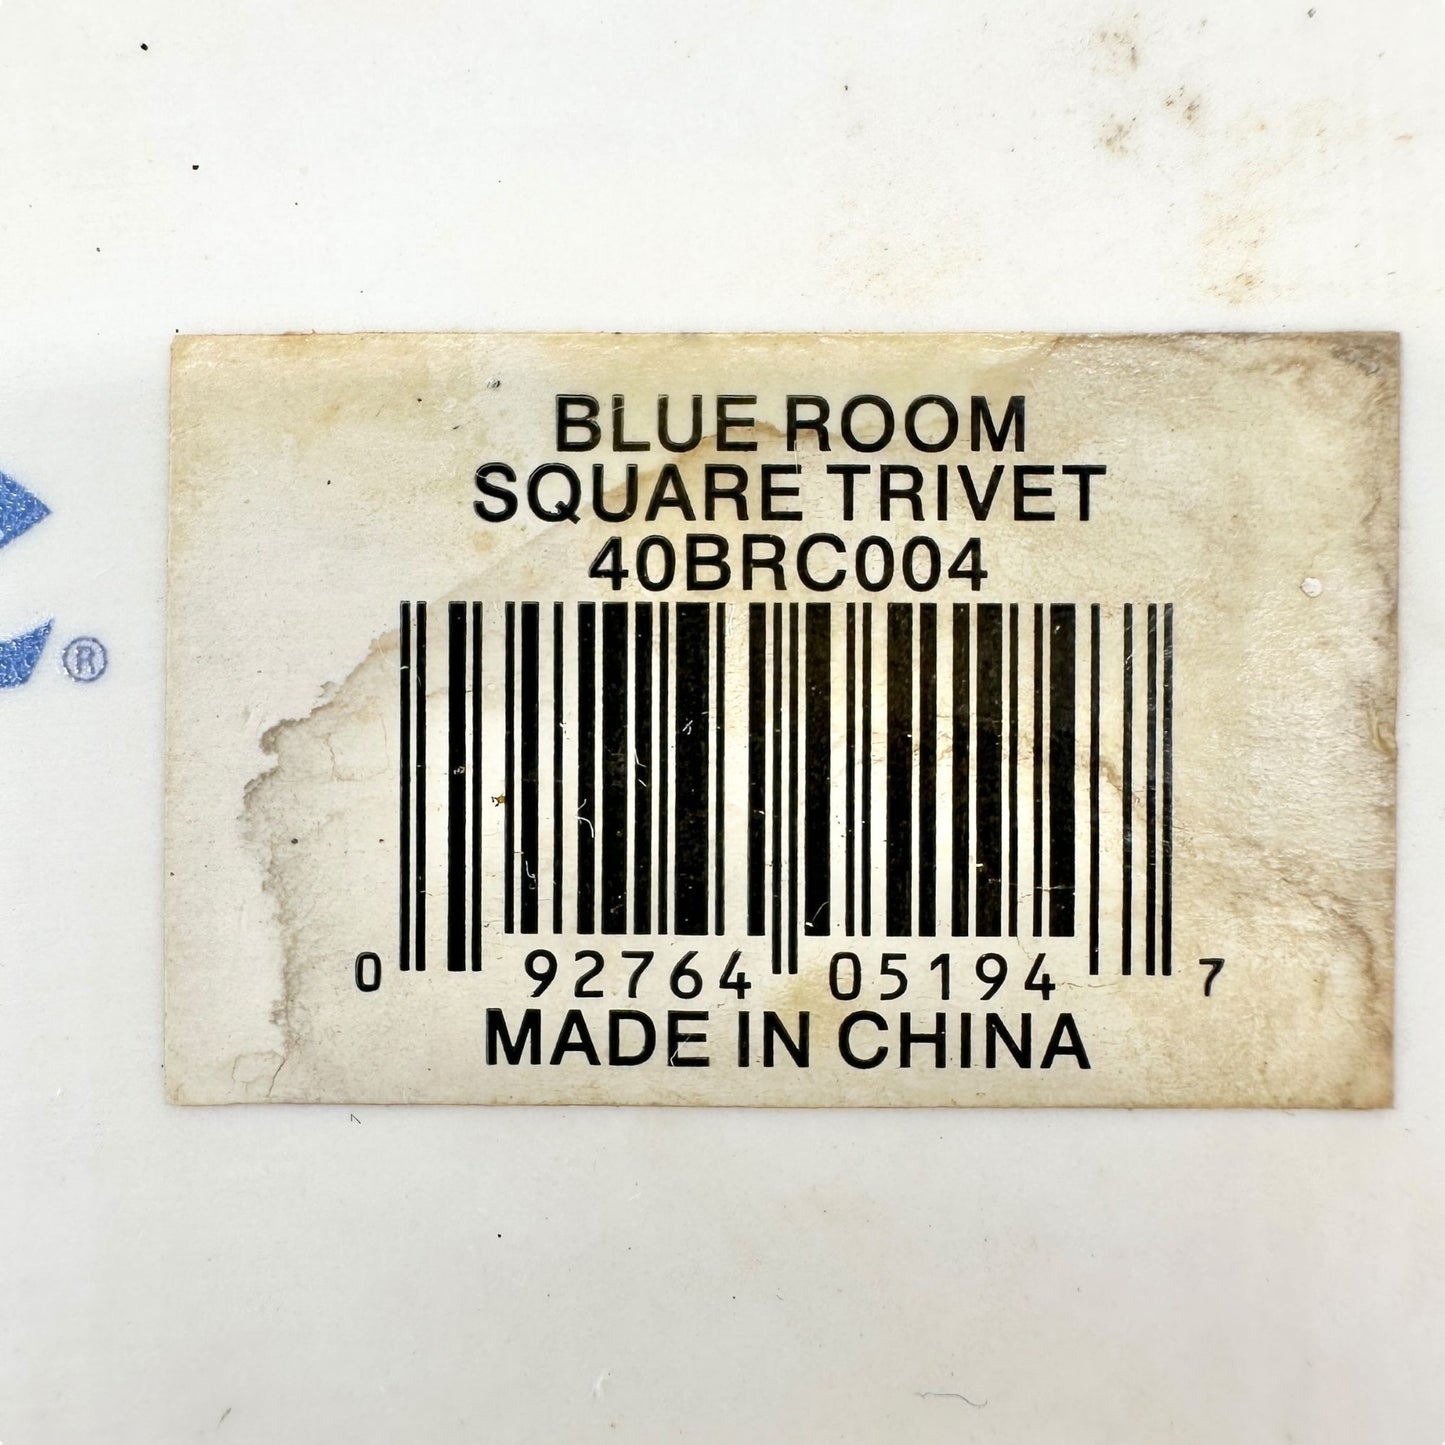 BLUE ROOM
SQUARE TRIVET
40BRC004
0 92764 05194 7
MADE IN CHINA
®